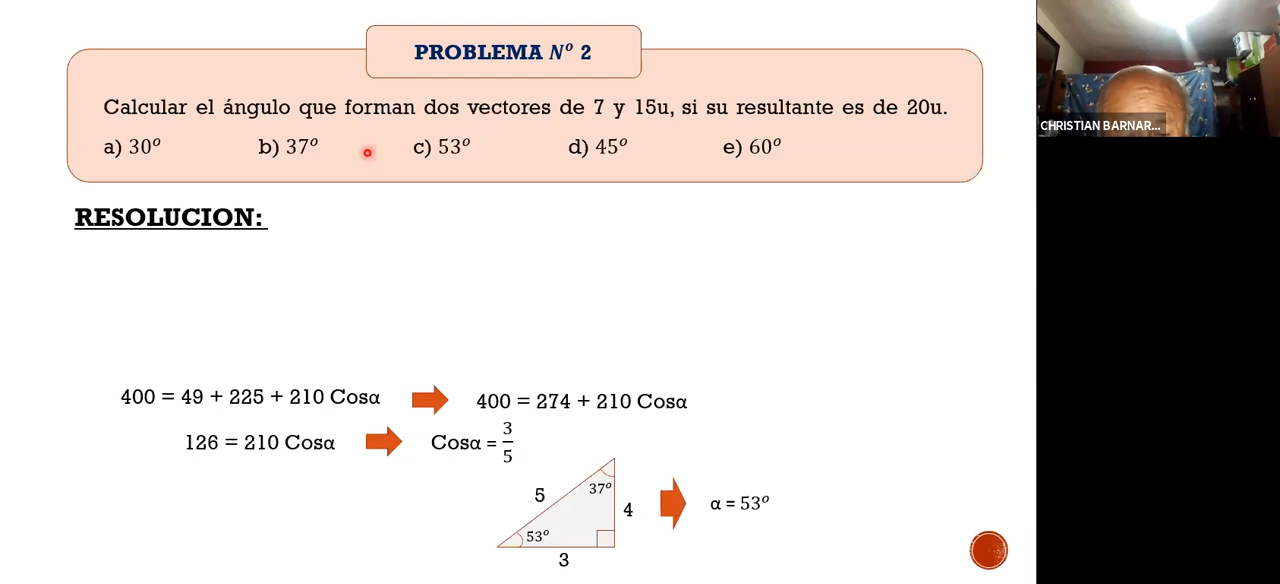 PROBLEMA Nº 2
Calcular el ángulo que forman dos vectores de 7 y 15u, si su resultante es de 20u.
a) 30º b) 37º c) 53º d) 45º e) 60º
CHRISTIAN BARNAR...
RESOLUCION:
400 = 49 + 225 + 210 Cosα
400 = 274 + 210 Cosα
126 = 210 Cosα
Cosα = 3/5
5
37º
4
53º
3
α = 53º